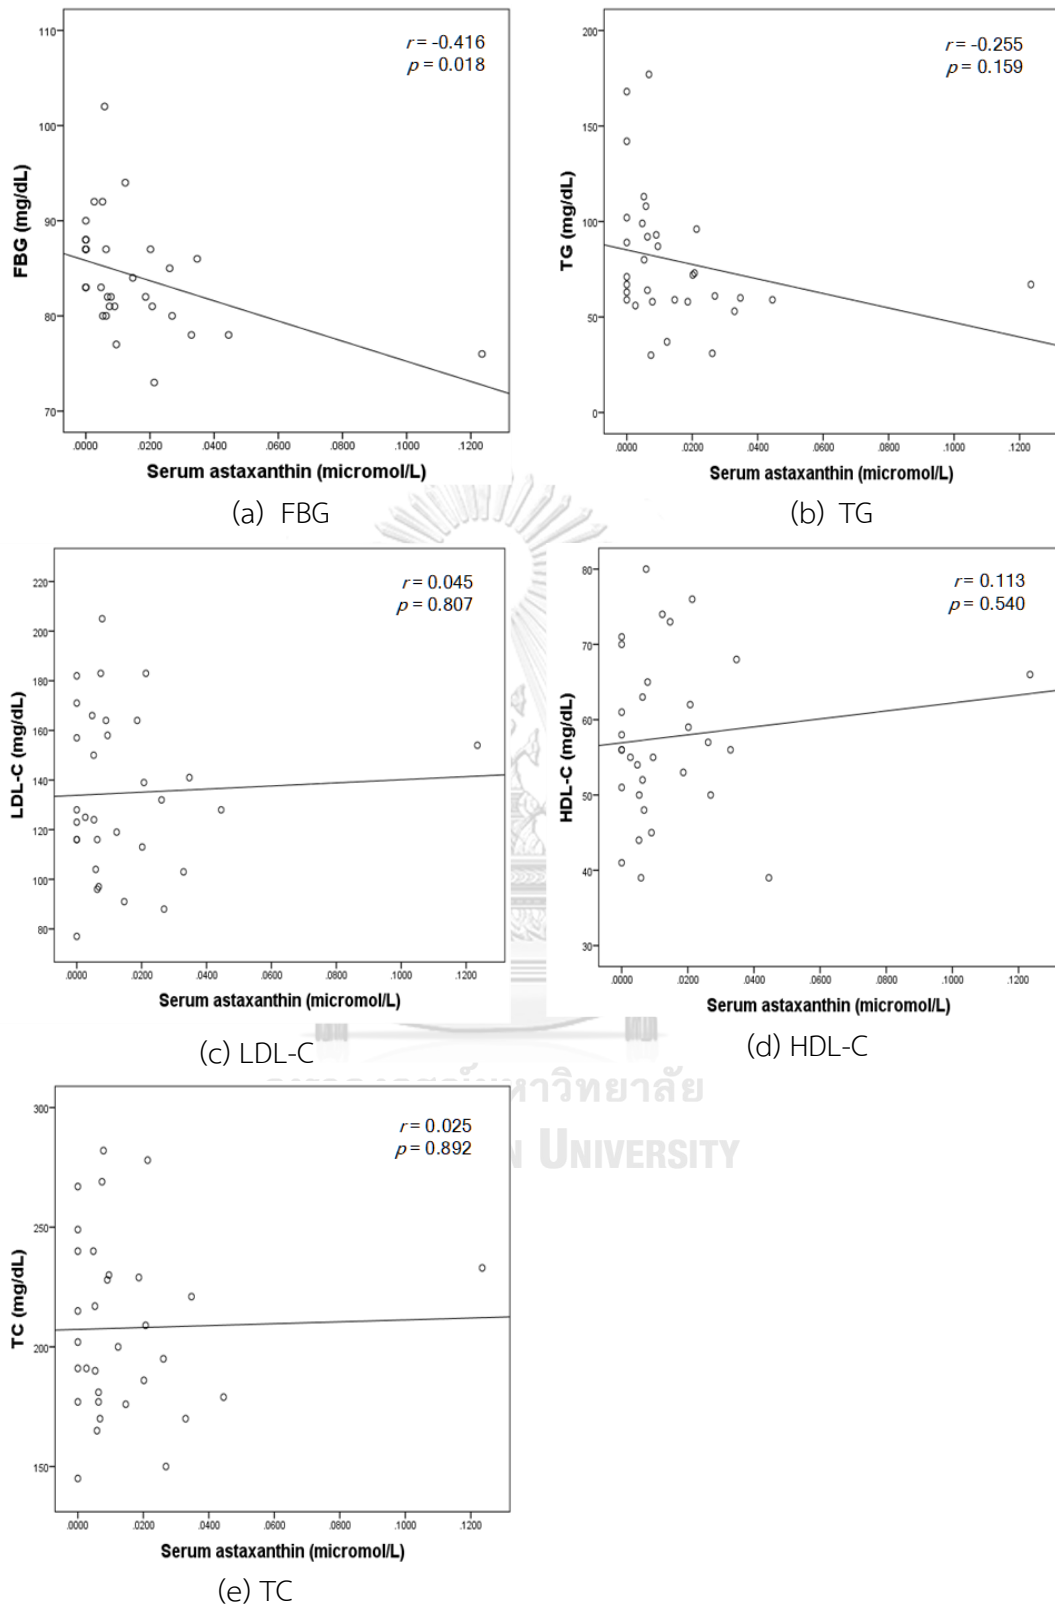 r = -0.416
p = 0.018
110
100
90
80
70
FBG (mg/dL)
.0000 .0200 .0400 .0600 .0800 .1000 .1200
Serum astaxanthin (micromol/L)
(a) FBG
r = -0.255
p = 0.159
200
150
100
50
0
TG (mg/dL)
.0000 .0200 .0400 .0600 .0800 .1000 .1200
Serum astaxanthin (micromol/L)
(b) TG
r = 0.045
p = 0.807
220
200
180
160
140
120
100
80
LDL-C (mg/dL)
.0000 .0200 .0400 .0600 .0800 .1000 .1200
Serum astaxanthin (micromol/L)
(c) LDL-C
r = 0.113
p = 0.540
80
70
60
50
40
30
HDL-C (mg/dL)
.0000 .0200 .0400 .0600 .0800 .1000 .1200
Serum astaxanthin (micromol/L)
(d) HDL-C
r = 0.025
p = 0.892
300
250
200
150
TC (mg/dL)
.0000 .0200 .0400 .0600 .0800 .1000 .1200
Serum astaxanthin (micromol/L)
(e) TC
UNIVERSITY